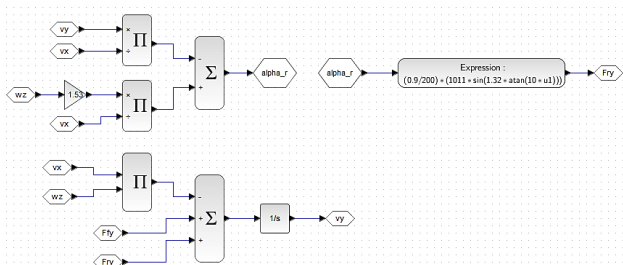 vy
×
vx
÷
Π
-
Σ
+
alpha_r
wz
1.53
×
vx
÷
Π
alpha_r
Expression :
(0.9/200) * (1011 * sin(1.32 * atan(10 * u1)))
Fry
vx
wz
Π
-
Ffy
+
Σ
Fry
+
1/s
vy